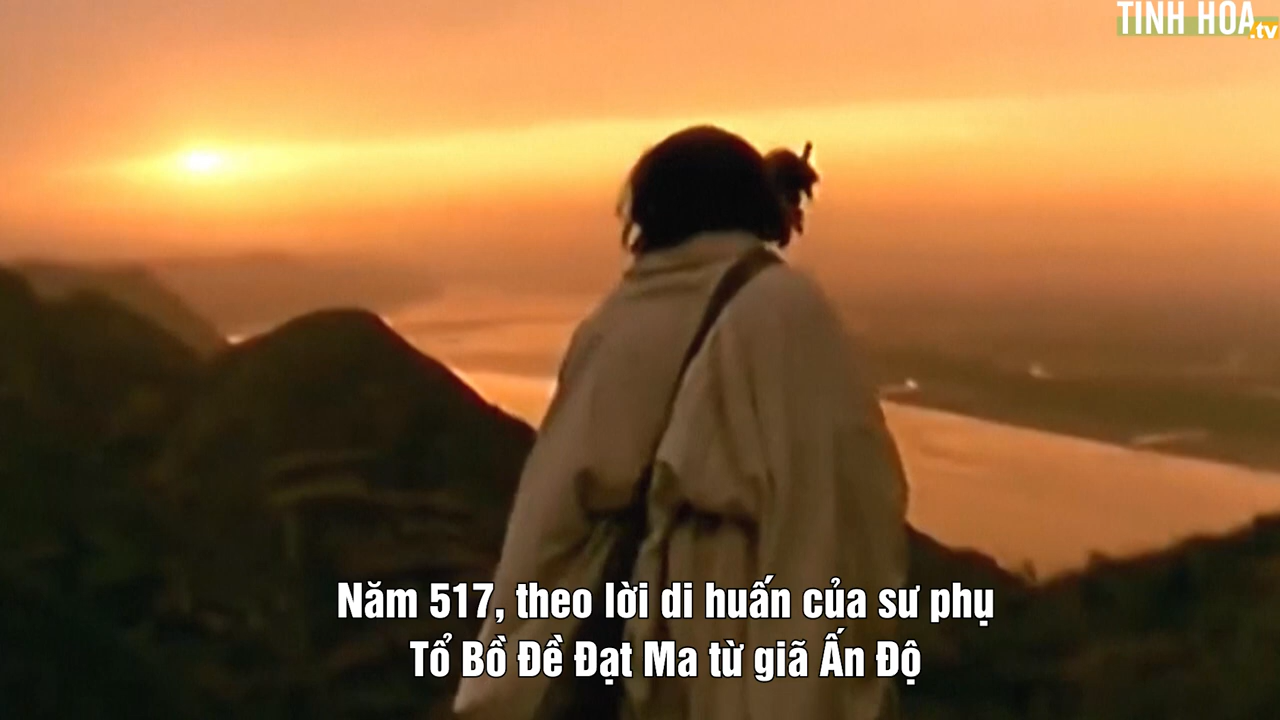 TINH HOA
.tv
Năm 517, theo lời di huấn của sư phụ
Tổ Bồ Đề Đạt Ma từ giã Ấn Độ